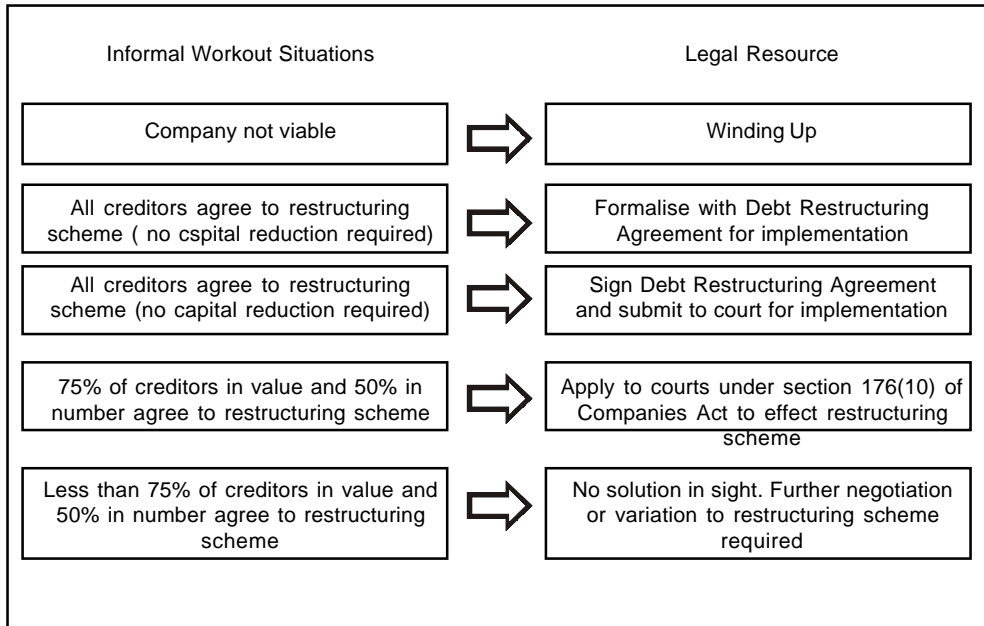 Informal Workout Situations
Legal Resource
Company not viable
Winding Up
All creditors agree to restructuring
scheme ( no cspital reduction required)
Formalise with Debt Restructuring
Agreement for implementation
All creditors agree to restructuring
scheme (no capital reduction required)
Sign Debt Restructuring Agreement
and submit to court for implementation
75% of creditors in value and 50% in
number agree to restructuring scheme
Apply to courts under section 176(10) of
Companies Act to effect restructuring
scheme
Less than 75% of creditors in value and
50% in number agree to restructuring
scheme
No solution in sight. Further negotiation
or variation to restructuring scheme
required